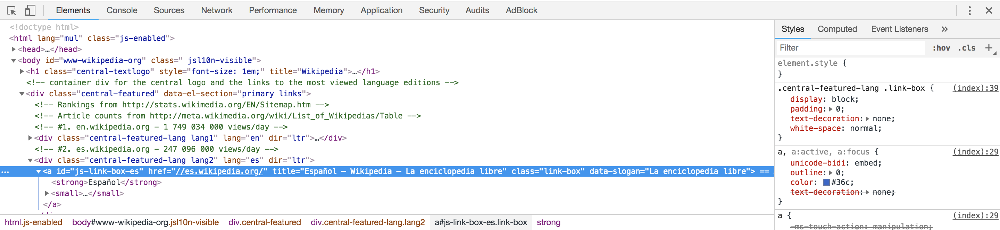 Elements Console Sources Network Performance Memory Application Security Audits AdBlock
<!doctype html>
<html lang="mul" class="js-enabled">
<head>…</head>
<body id="www-wikipedia-org" class=" jsl10n-visible">
<h1 class="central-textlogo" style="font-size: 1em;" title="Wikipedia">…</h1>
<!-- container div for the central logo and the links to the most viewed language editions -->
<div class="central-featured" data-el-section="primary links">
<!-- Rankings from http://stats.wikimedia.org/EN/Sitemap.htm -->
<!-- Article counts from http://meta.wikimedia.org/wiki/List_of_Wikipedias/Table -->
<!-- #1. en.wikipedia.org – 1 749 034 000 views/day -->
<div class="central-featured-lang lang1" lang="en" dir="ltr">…</div>
<!-- #2. es.wikipedia.org – 247 096 000 views/day -->
<div class="central-featured-lang lang2" lang="es" dir="ltr">
… <a id="js-link-box-es" href="//es.wikipedia.org/" title="Español — Wikipedia — La enciclopedia libre" class="link-box" data-slogan="La enciclopedia libre"> ==
<strong>Español</strong>
<small>…</small>
</a>
html.js-enabled body#www-wikipedia-org.jsl10n-visible div.central-featured div.central-featured-lang.lang2 a#js-link-box-es.link-box strong
Styles Computed Event Listeners »
Filter :hov .cls +
element.style {
}
.central-featured-lang .link-box { (index):39
display: block;
padding: 0;
text-decoration: none;
white-space: normal;
}
a, a:active, a:focus { (index):29
unicode-bidi: embed;
outline: 0;
color: #36c;
text-decoration: none;
}
a { (index):29
-ms-touch-action: manipulation;